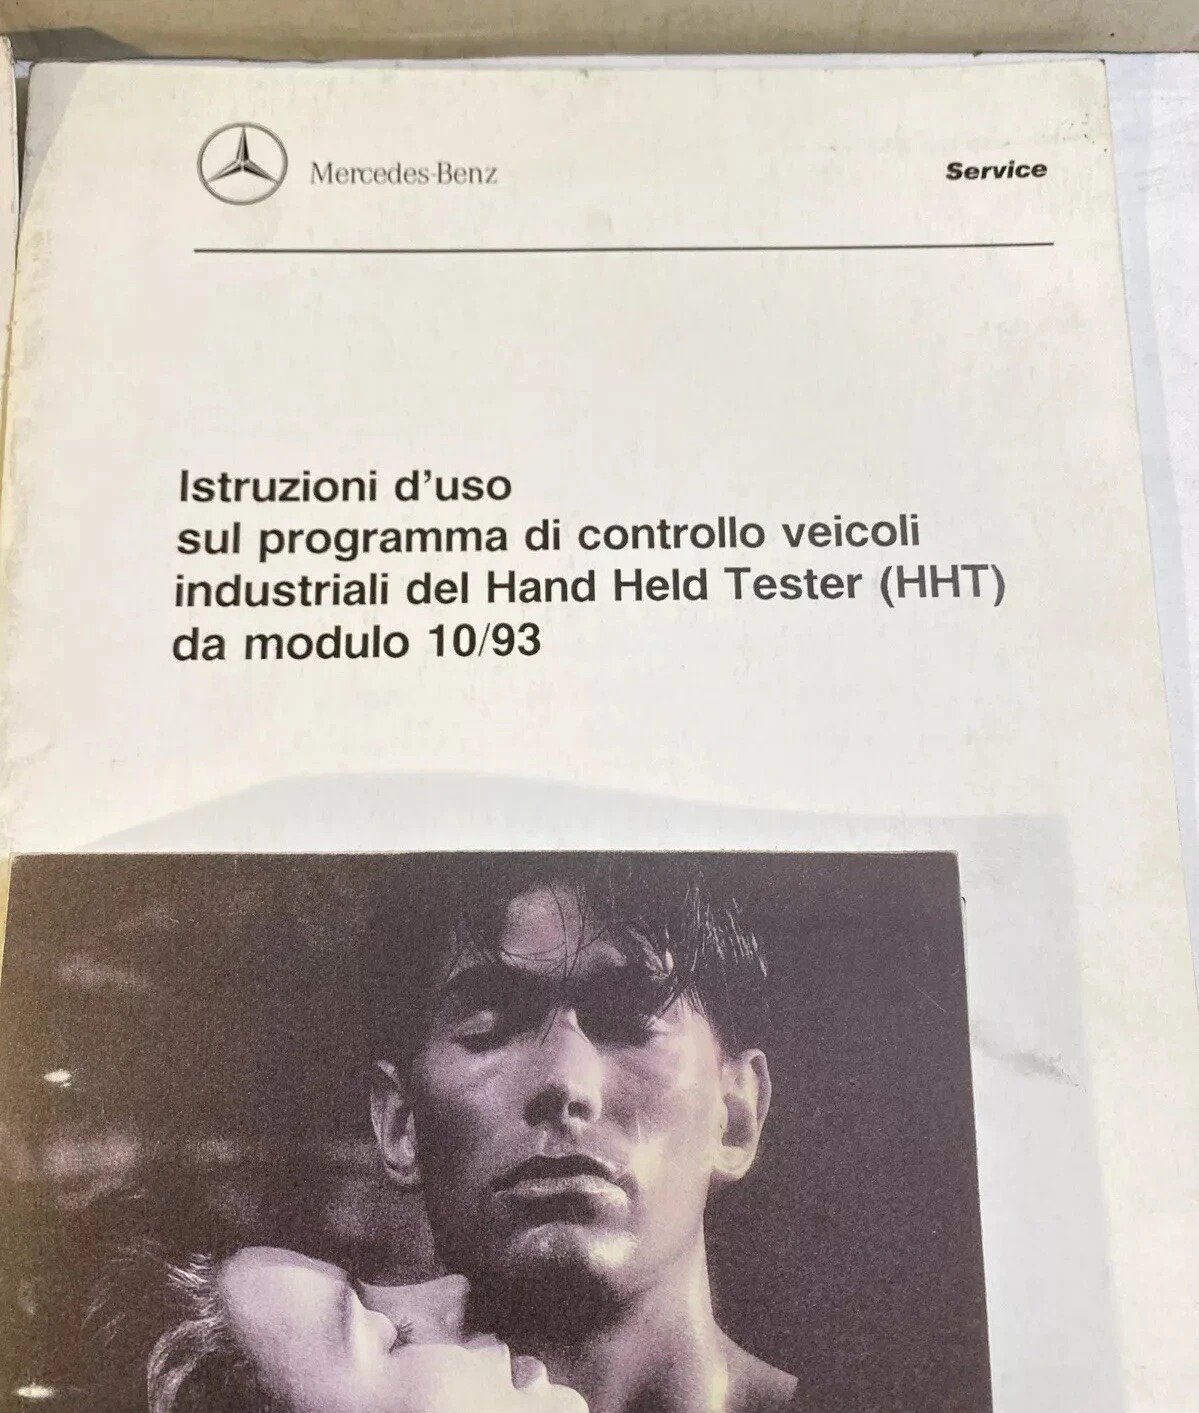 Mercedes-Benz
Service
Istruzioni d'uso
sul programma di controllo veicoli
industriali del Hand Held Tester (HHT)
da modulo 10/93